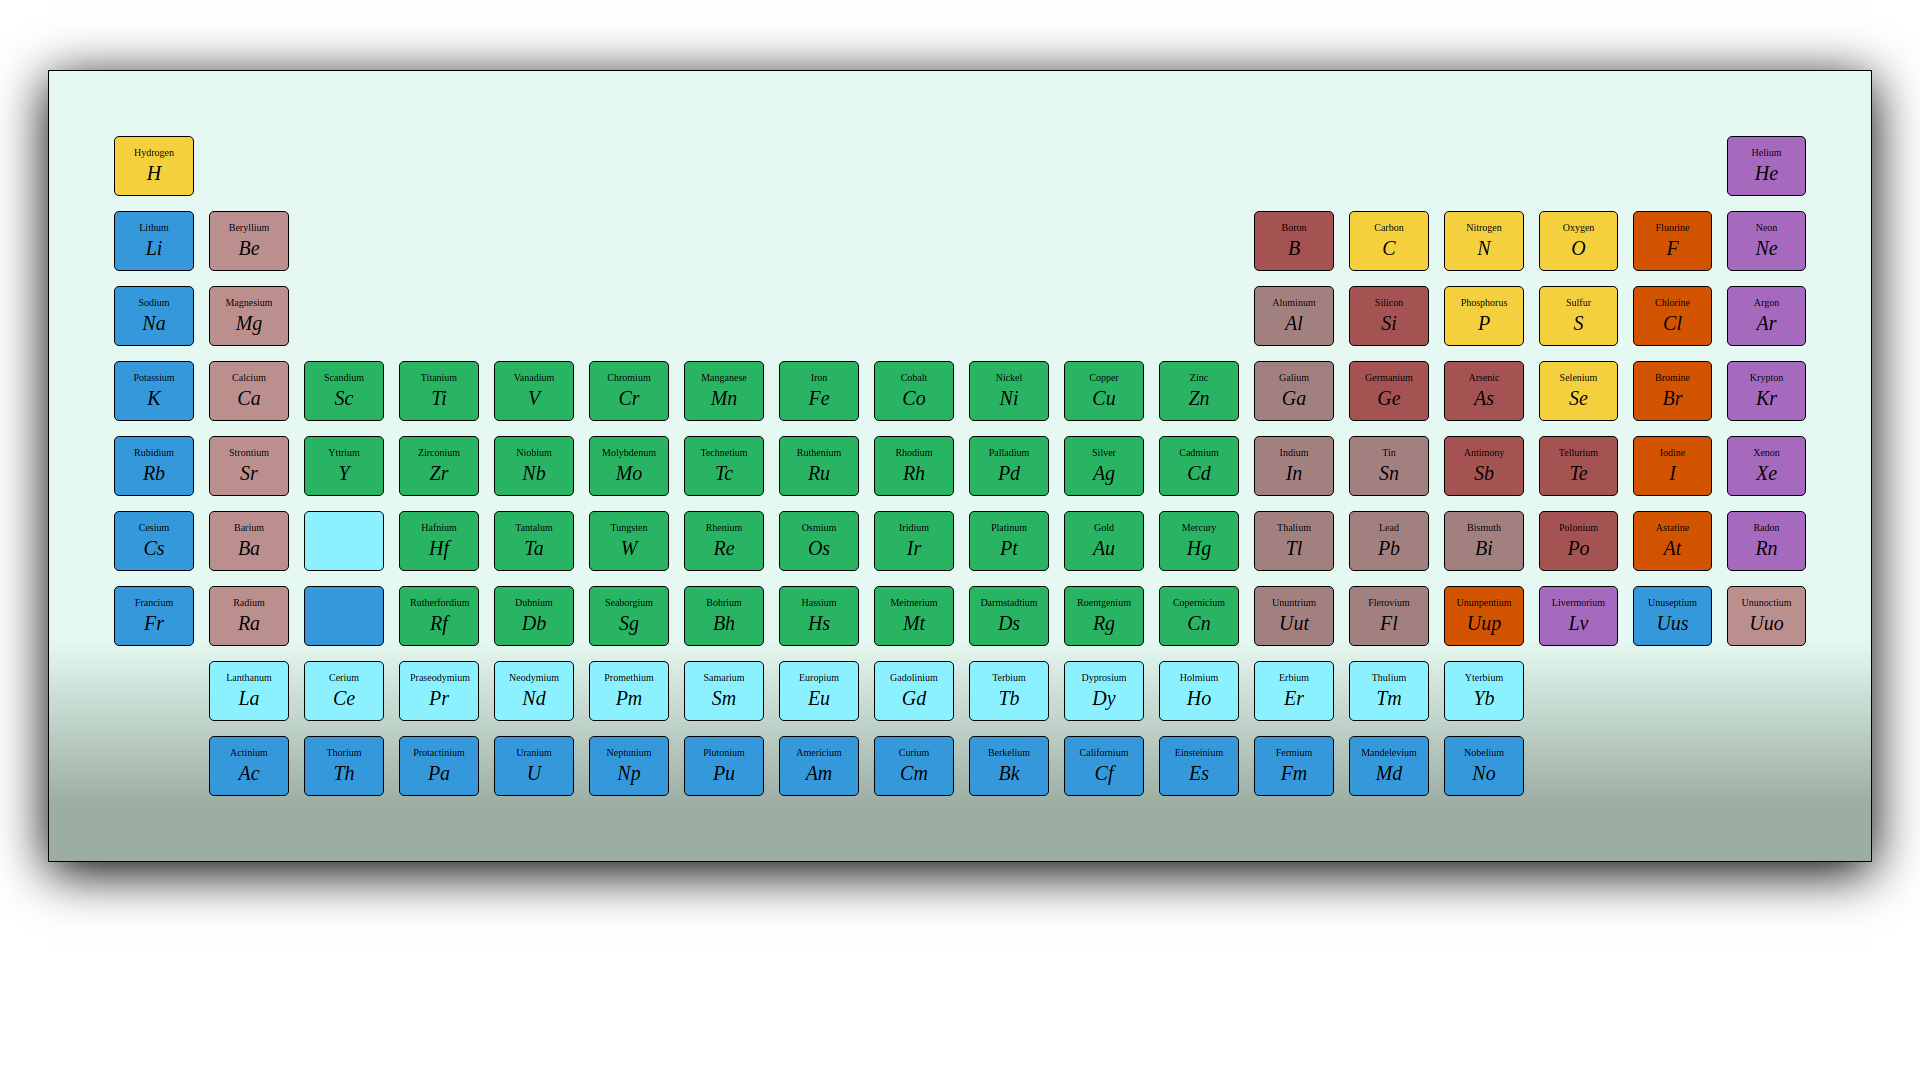 Hydrogen
H
Helium
He
Lithum
Li
Beryllium
Be
Boron
B
Carbon
C
Nitrogen
N
Oxygen
O
Fluorine
F
Neon
Ne
Sodium
Na
Magnesium
Mg
Aluminum
Al
Silicon
Si
Phosphorus
P
Sulfur
S
Chlorine
Cl
Argon
Ar
Potassium
K
Calcium
Ca
Scandium
Sc
Titanium
Ti
Vanadium
V
Chromium
Cr
Manganese
Mn
Iron
Fe
Cobalt
Co
Nickel
Ni
Copper
Cu
Zinc
Zn
Galium
Ga
Germanium
Ge
Arsenic
As
Selenium
Se
Bromine
Br
Krypton
Kr
Rubidium
Rb
Strontium
Sr
Yttrium
Y
Zirconium
Zr
Niobium
Nb
Molybdenum
Mo
Technetium
Tc
Ruthenium
Ru
Rhodium
Rh
Palladium
Pd
Silver
Ag
Cadmium
Cd
Indium
In
Tin
Sn
Antimony
Sb
Tellurium
Te
Iodine
I
Xenon
Xe
Cesium
Cs
Barium
Ba
Hafnium
Hf
Tantalum
Ta
Tungsten
W
Rhenium
Re
Osmium
Os
Iridium
Ir
Platinum
Pt
Gold
Au
Mercury
Hg
Thalium
Tl
Lead
Pb
Bismuth
Bi
Polonium
Po
Astatine
At
Radon
Rn
Francium
Fr
Radium
Ra
Rutherfordium
Rf
Dubnium
Db
Seaborgium
Sg
Bohrium
Bh
Hassium
Hs
Meitnerium
Mt
Darmstadtium
Ds
Roentgenium
Rg
Copernicium
Cn
Ununtrium
Uut
Flerovium
Fl
Ununpentium
Uup
Livermorium
Lv
Unuseptium
Uus
Ununoctium
Uuo
Lanthanum
La
Cerium
Ce
Praseodymium
Pr
Neodymium
Nd
Promethium
Pm
Samarium
Sm
Europium
Eu
Gadolinium
Gd
Terbium
Tb
Dyprosium
Dy
Holmium
Ho
Erbium
Er
Thulium
Tm
Yterbium
Yb
Actinium
Ac
Thorium
Th
Protactinium
Pa
Uranium
U
Neptunium
Np
Plutonium
Pu
Americium
Am
Curium
Cm
Berkelium
Bk
Californium
Cf
Einsteinium
Es
Fermium
Fm
Mandelevium
Md
Nobelium
No